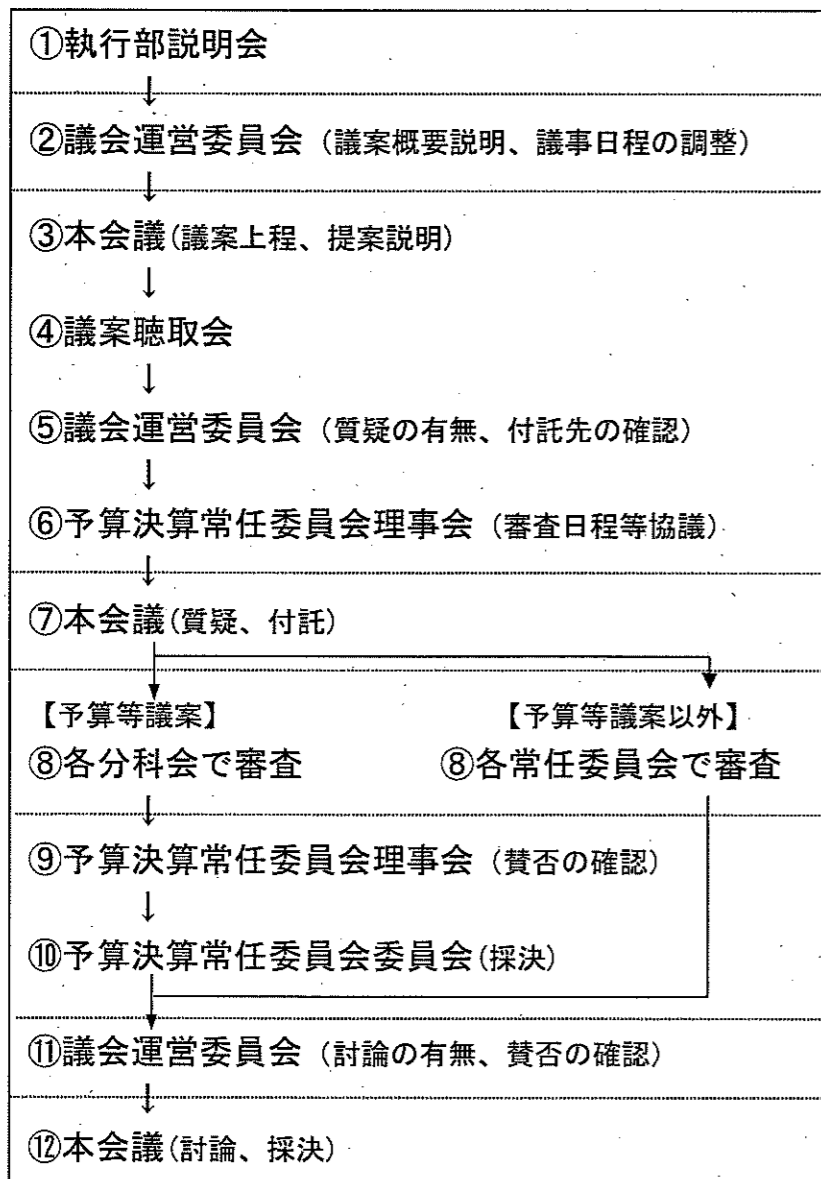 ①執行部説明会
↓
②議会運営委員会（議案概要説明、議事日程の調整）
↓
③本会議（議案上程、提案説明）
↓
④議案聴取会
↓
⑤議会運営委員会（質疑の有無、付託先の確認）
↓
⑥予算決算常任委員会理事会（審査日程等協議）
↓
⑦本会議（質疑、付託）
【予算等議案】　【予算等議案以外】
⑧各分科会で審査　⑧各常任委員会で審査
↓
⑨予算決算常任委員会理事会（賛否の確認）
↓
⑩予算決算常任委員会委員会（採決）
⑪議会運営委員会（討論の有無、賛否の確認）
↓
⑫本会議（討論、採決）